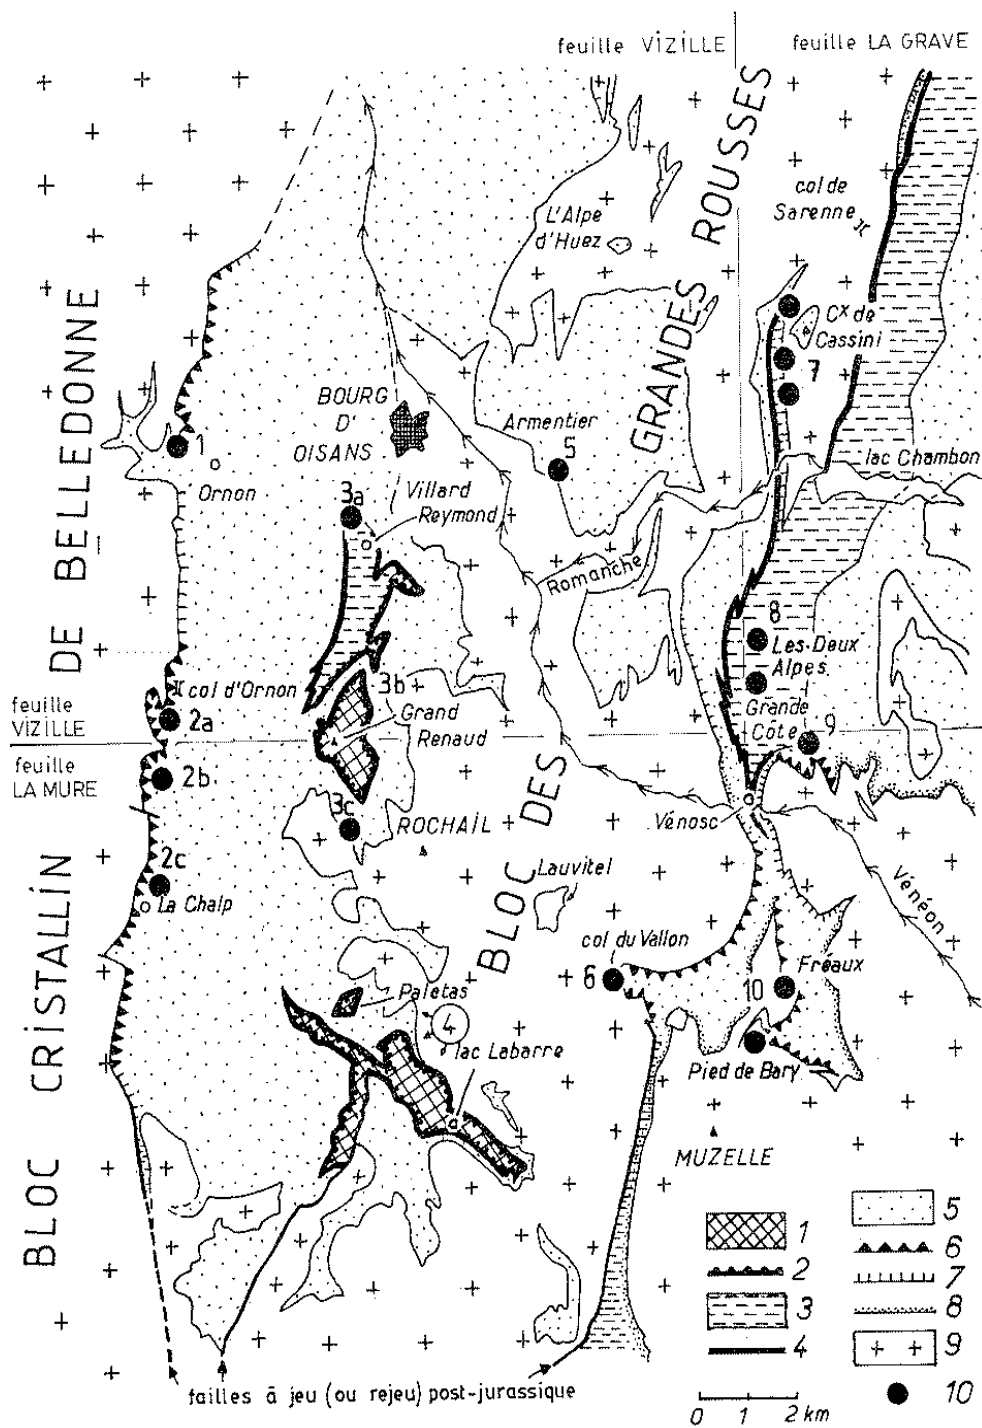 feuille VIZILLE
feuille LA GRAVE
col de
Sarenne
L'Alpe
d'Huez
GRANDES ROUSSES
Cx de
Cassini
7
BOURG
D'
OISANS
Armentier
5
lac Chambon
1
Ornon
3a
Villard
Reymond
Romanche
8
Les-Deux
Alpes
BLOC CRISTALLIN DE BELLEDONNE
col d'Ornon
3b
Grand
Renaud
Grande
Côte
9
feuille
VIZILLE
2a
feuille
LA MURE
2b
3c
ROCHAIL
BLOC DES
Vénosc
2c
La Chalp
Lauvitel
Vénéon
col du Vallon
6
Fréaux
10
Paletas
4
lac Labarre
Pied de Bary
MUZELLE
1
2
3
4
5
6
7
8
9
10
failles à jeu (ou rejeu) post-jurassique
0 1 2 km